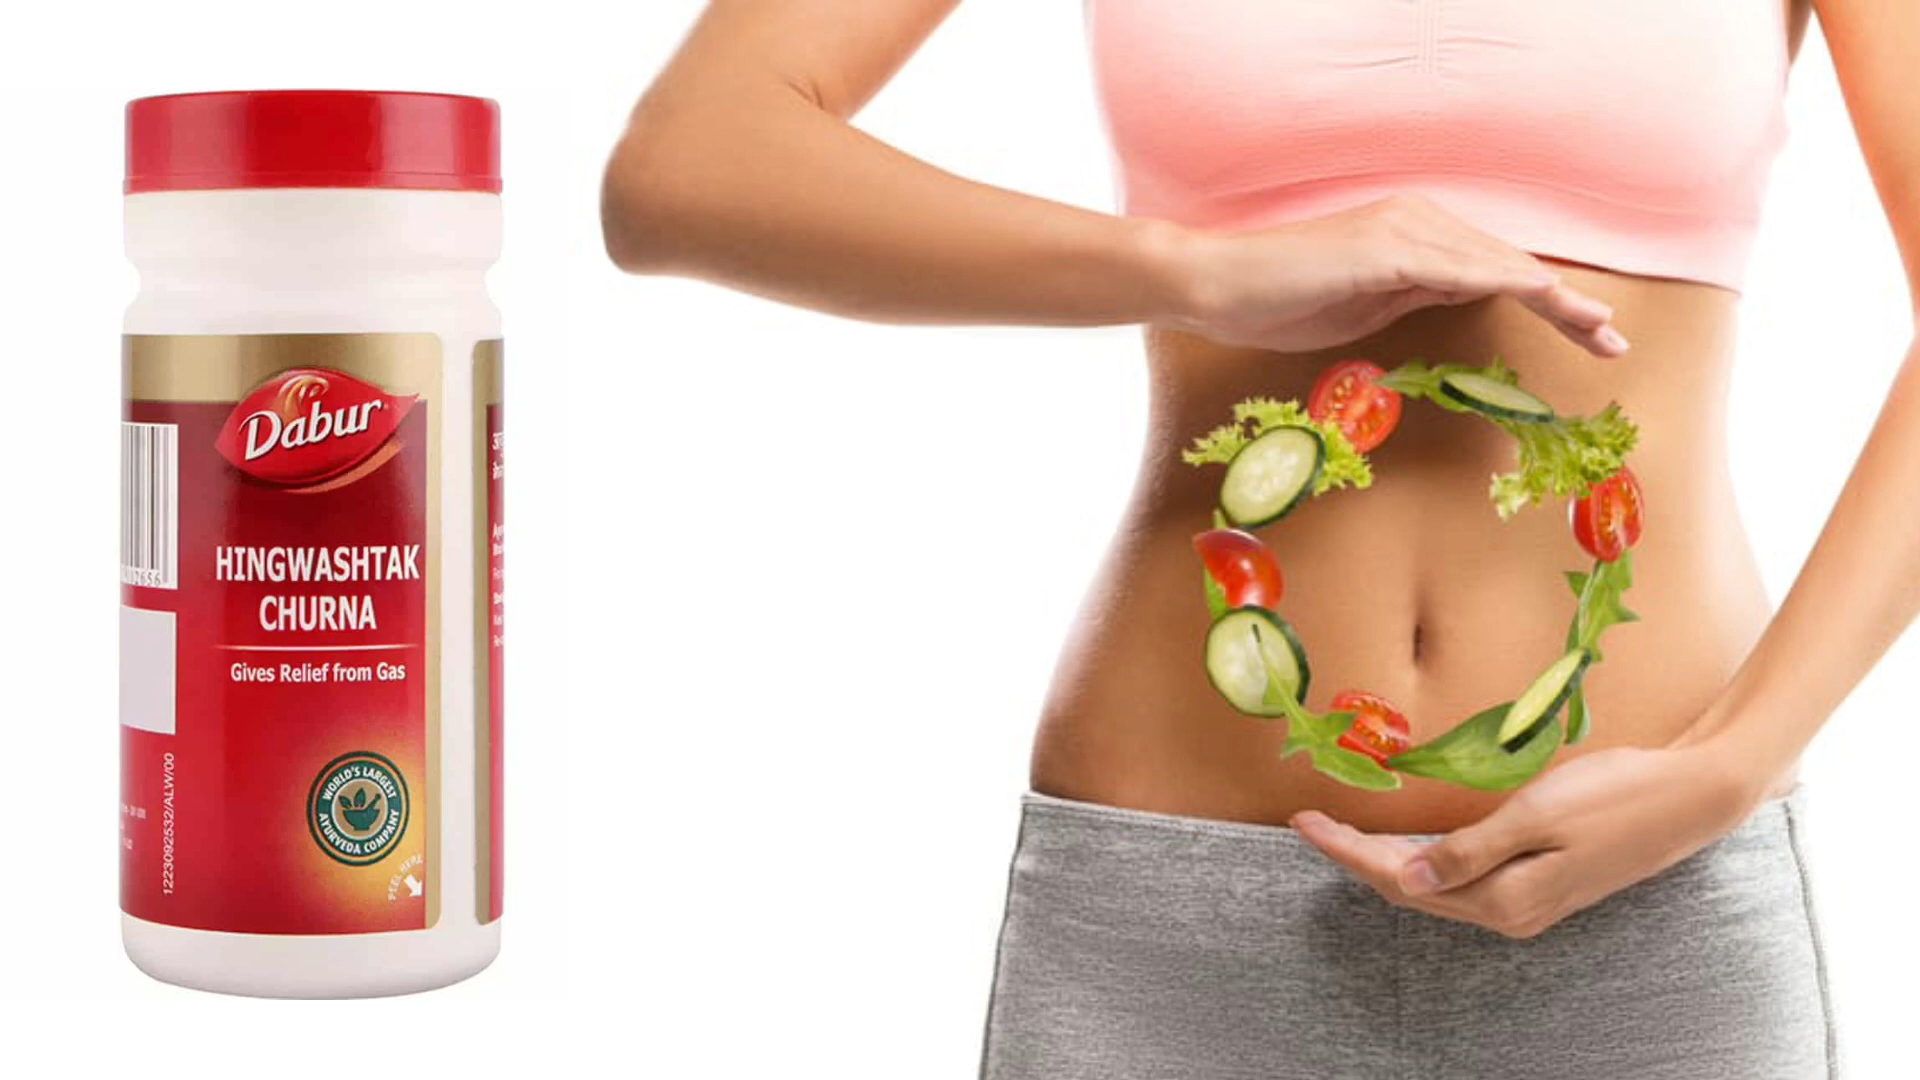 Dabur
HINGWASHTAK
CHURNA
Gives Relief from Gas
WORLD'S LARGEST
AYURVEDA COMPANY
PEEL HERE
1223092532/ALW/00